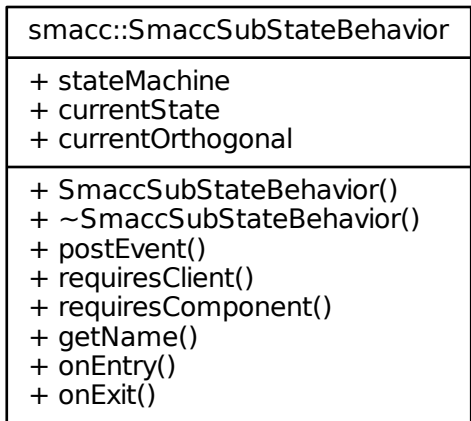 smacc::SmaccSubStateBehavior
+ stateMachine
+ currentState
+ currentOrthogonal
+ SmaccSubStateBehavior()
+ ~SmaccSubStateBehavior()
+ postEvent()
+ requiresClient()
+ requiresComponent()
+ getName()
+ onEntry()
+ onExit()